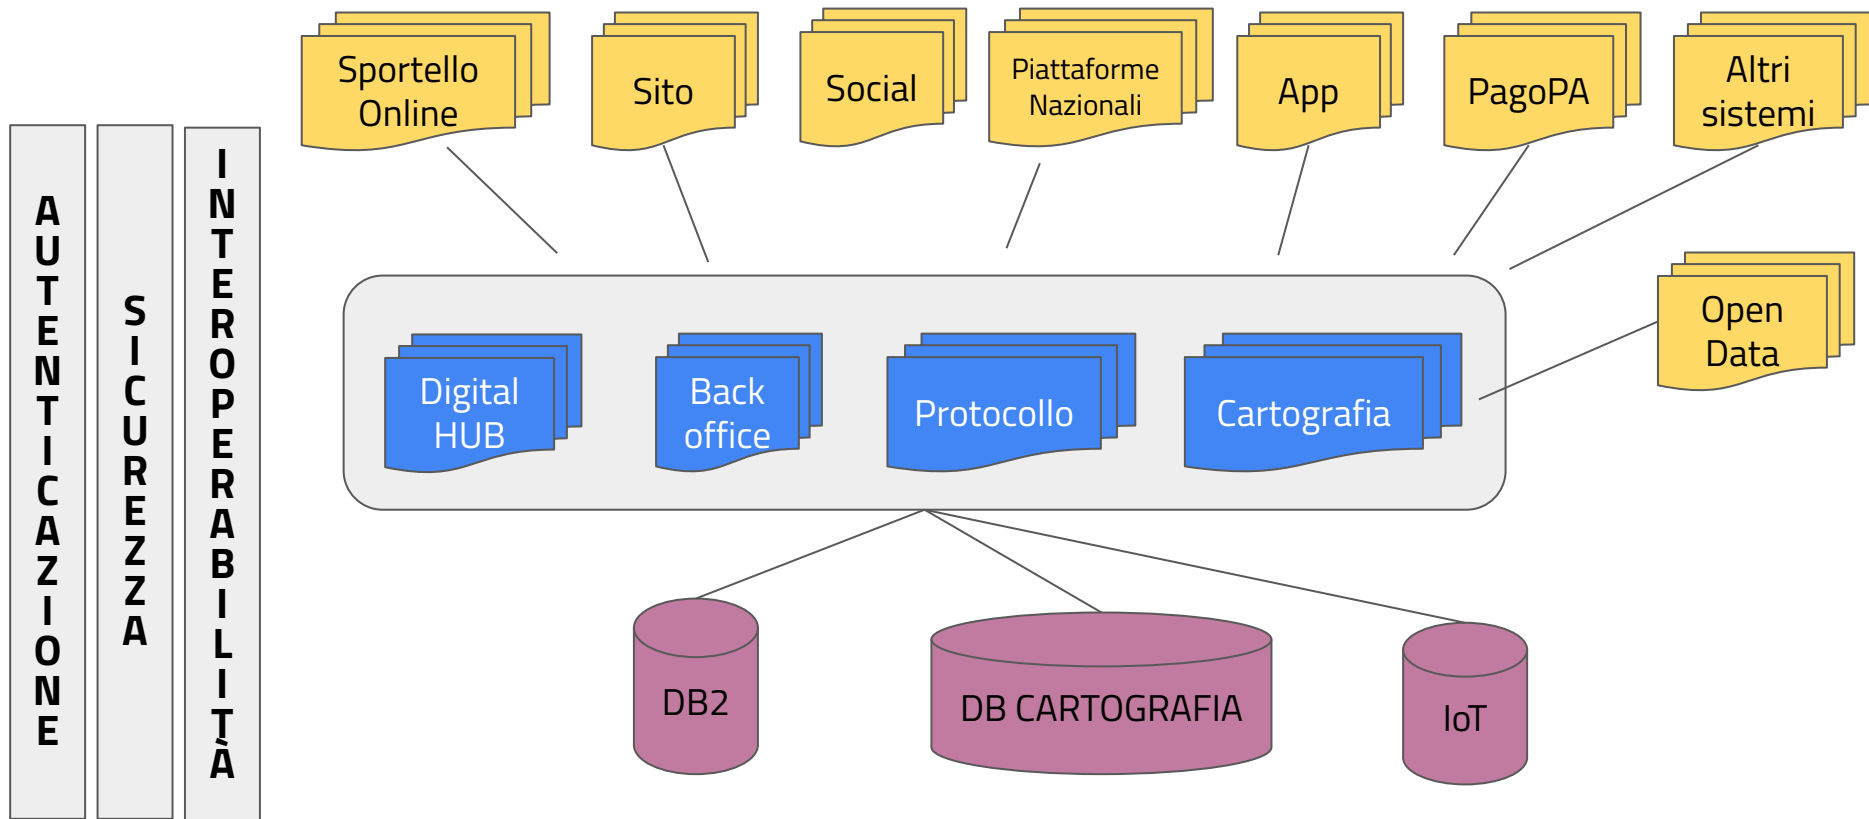 Sportello
Online
Sito
Social
Piattaforme
Nazionali
App
PagoPA
Altri
sistemi
AUTENTICAZIONE
SICUREZZA
INTEROPERABILITÀ
Open
Data
Digital
HUB
Back
office
Protocollo
Cartografia
DB2
DB CARTOGRAFIA
IoT